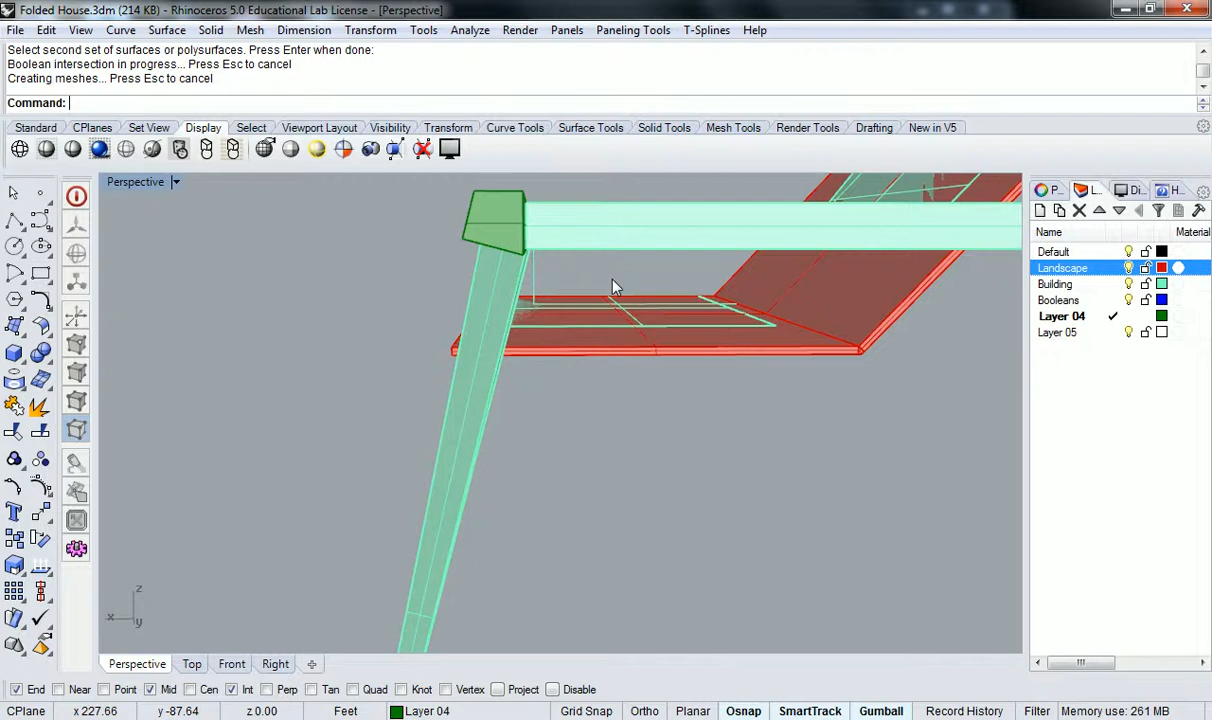 Folded House.3dm (214 KB) - Rhinoceros 5.0 Educational Lab License - [Perspective]
File Edit View Curve Surface Solid Mesh Dimension Transform Tools Analyze Render Panels Paneling Tools T-Splines Help
Select second set of surfaces or polysurfaces. Press Enter when done:
Boolean intersection in progress... Press Esc to cancel
Creating meshes... Press Esc to cancel
Command:
Standard CPlanes Set View Display Select Viewport Layout Visibility Transform Curve Tools Surface Tools Solid Tools Mesh Tools Render Tools Drafting New in V5
Perspective
P... L... Di... H...
Name Material
Default
Landscape
Building
Booleans
Layer 04
Layer 05
z
x
y
Perspective Top Front Right
End Near Point Mid Cen Int Perp Tan Quad Knot Vertex Project Disable
CPlane x 227.66 y -87.64 z 0.00 Feet Layer 04 Grid Snap Ortho Planar Osnap SmartTrack Gumball Record History Filter Memory use: 261 MB